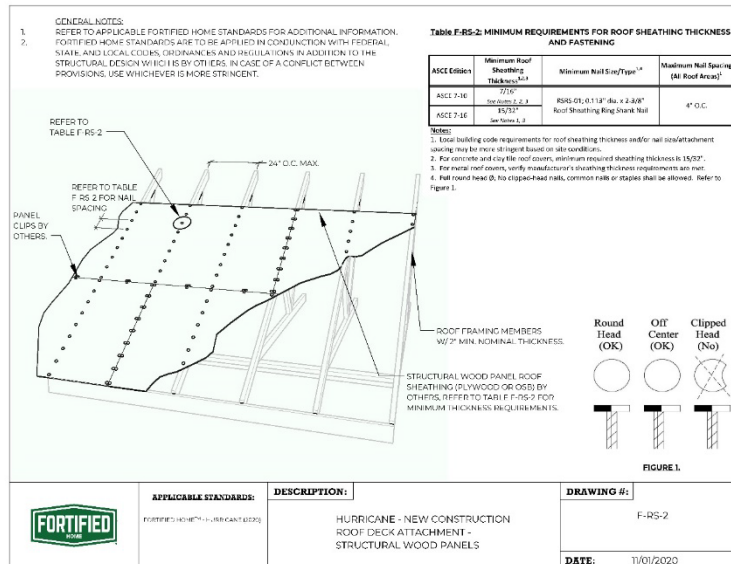 GENERAL NOTES:
1. REFER TO APPLICABLE FORTIFIED HOME STANDARDS FOR ADDITIONAL INFORMATION.
2. FORTIFIED HOME STANDARDS ARE TO BE APPLIED IN CONJUNCTION WITH FEDERAL,
STATE, AND LOCAL CODES, ORDINANCES AND REGULATIONS IN ADDITION TO THE
STRUCTURAL DESIGN WHICH IS BY OTHERS. IN CASE OF A CONFLICT BETWEEN
PROVISIONS, USE WHICHEVER IS MORE STRINGENT.
Table F-RS-2: MINIMUM REQUIREMENTS FOR ROOF SHEATHING THICKNESS
AND FASTENING
ASCE Edition
Minimum Roof
Sheathing
Thickness1,2,3
Minimum Nail Size/Type1,4
Maximum Nail Spacing
(All Roof Areas)1
ASCE 7-10
7/16"
See Notes 1, 2, 3
ASCE 7-16
15/32"
See Notes 1, 3
RSRS-01; 0.113" dia. x 2-3/8"
Roof Sheathing Ring Shank Nail
4" O.C.
Notes:
1. Local building code requirements for roof sheathing thickness and/or nail size/attachment
spacing may be more stringent based on site conditions.
2. For concrete and clay tile roof covers, minimum required sheathing thickness is 15/32".
3. For metal roof covers, verify manufacturer's sheathing thickness requirements are met.
4. Full round head Ø, No clipped-head nails, common nails or staples shall be allowed. Refer to
Figure 1.
REFER TO
TABLE F-RS-2
24" O.C. MAX.
REFER TO TABLE
F-RS-2 FOR NAIL
SPACING
PANEL
CLIPS BY
OTHERS.
ROOF FRAMING MEMBERS
W/ 2" MIN. NOMINAL THICKNESS.
STRUCTURAL WOOD PANEL ROOF
SHEATHING (PLYWOOD OR OSB) BY
OTHERS, REFER TO TABLE F-RS-2 FOR
MINIMUM THICKNESS REQUIREMENTS.
Round
Head
(OK)
Off
Center
(OK)
Clipped
Head
(No)
FIGURE 1.
FORTIFIED
HOME
APPLICABLE STANDARDS:
FORTIFIED HOME™ - HURRICANE (2020)
DESCRIPTION:
HURRICANE - NEW CONSTRUCTION
ROOF DECK ATTACHMENT -
STRUCTURAL WOOD PANELS
DRAWING #:
F-RS-2
DATE: 11/01/2020